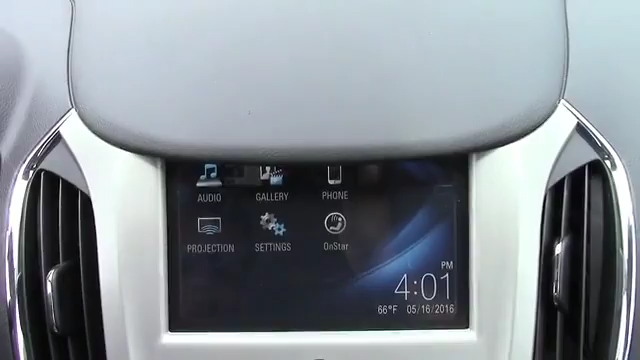 AUDIO GALLERY PHONE
PROJECTION SETTINGS OnStar
PM
4:01
66°F 05/16/2016